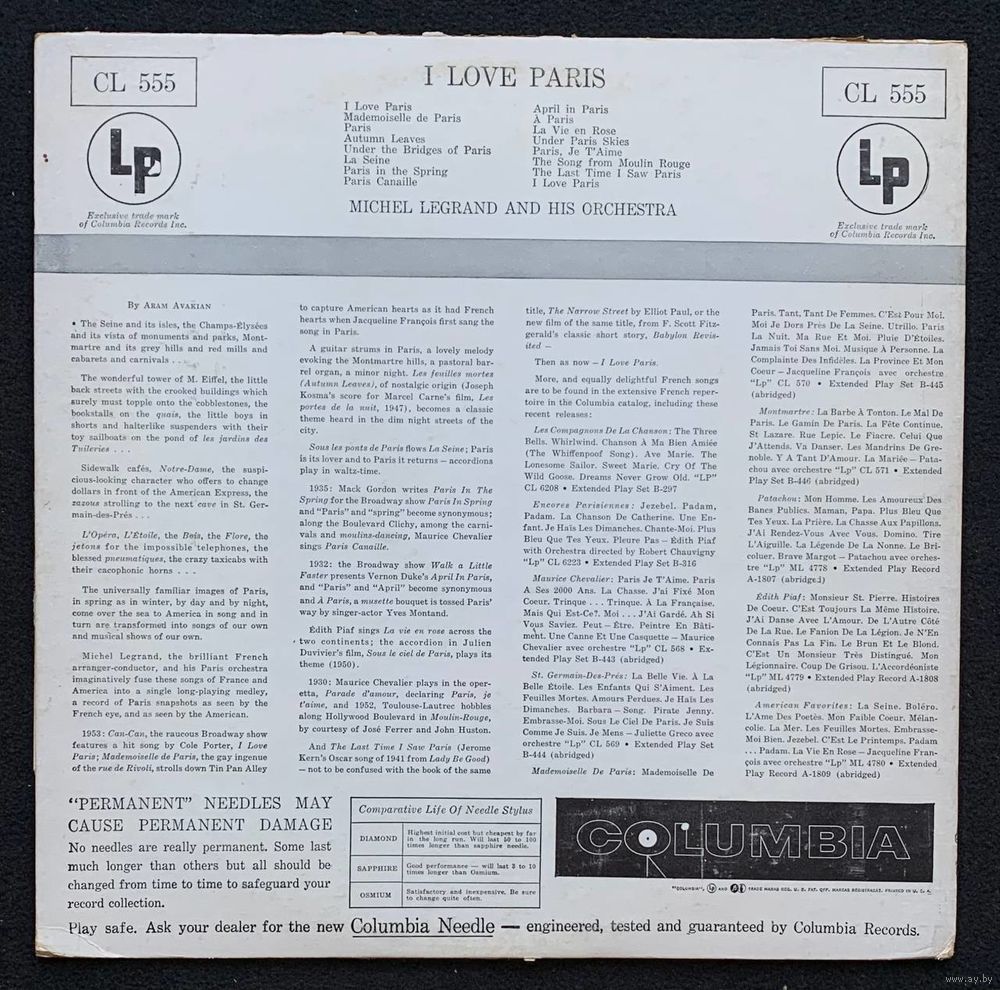 CL 555
I LOVE PARIS
CL 555
I Love Paris
Mademoiselle de Paris
Paris
Autumn Leaves
Under the Bridges of Paris
La Seine
Paris in the Spring
Paris Canaille
April in Paris
À Paris
La Vie en Rose
Under Paris Skies
Paris, Je T'Aime
The Song from Moulin Rouge
The Last Time I Saw Paris
I Love Paris
Lp
Exclusive trade mark
of Columbia Records Inc.
Lp
Exclusive trade mark
of Columbia Records Inc.
MICHEL LEGRAND AND HIS ORCHESTRA
By Aram Avakian
• The Seine and its isles, the Champs-Élysées
and its vista of monuments and parks, Mont-
martre and its grey hills and red mills and
cabarets and carnivals . . .
The wonderful tower of M. Eiffel, the little
back streets with the crooked buildings which
surely must topple onto the cobblestones, the
bookstalls on the quais, the little boys in
shorts and halterlike suspenders with their
toy sailboats on the pond of les jardins des
Tuileries . . .
Sidewalk cafés, Notre-Dame, the suspi-
cious-looking character who offers to change
dollars in front of the American Express, the
zazous strolling to the next cave in St. Ger-
main-des-Prés . . .
L'Opéra, L'Étoile, the Bois, the Flore, the
jetons for the impossible telephones, the
blessed pneumatiques, the crazy taxicabs with
their cacophonic horns . . .
The universally familiar images of Paris,
in spring as in winter, by day and by night,
come over the sea to America in song and in
turn are transformed into songs of our own
and musical shows of our own.
Michel Legrand, the brilliant French
arranger-conductor, and his Paris orchestra
imaginatively fuse these songs of France and
America into a single long-playing medley,
a record of Paris snapshots as seen by the
French eye, and as seen by the American.
1953: Can-Can, the raucous Broadway show
features a hit song by Cole Porter, I Love
Paris; Mademoiselle de Paris, the gay ingenue
of the rue de Rivoli, strolls down Tin Pan Alley
to capture American hearts as it had French
hearts when Jacqueline François first sang the
song in Paris.
A guitar strums in Paris, a lovely melody
evoking the Montmartre hills, a pastoral bar-
rel organ, a minor night. Les feuilles mortes
(Autumn Leaves), of nostalgic origin (Joseph
Kosma's score for Marcel Carne's film, Les
portes de la nuit, 1947), becomes a classic
theme heard in the dim night streets of the
city.
Sous les ponts de Paris flows La Seine; Paris
is its lover and to Paris it returns — accordions
play in waltz-time.
1935: Mack Gordon writes Paris In The
Spring for the Broadway show Paris In Spring
and "Paris" and "spring" become synonymous;
along the Boulevard Clichy, among the carni-
vals and moulins-dancing, Maurice Chevalier
sings Paris Canaille.
1932: the Broadway show Walk a Little
Faster presents Vernon Duke's April In Paris,
and "Paris" and "April" become synonymous
and À Paris, a musette bouquet is tossed Paris'
way by singer-actor Yves Montand.
Édith Piaf sings La vie en rose across the
two continents; the accordion in Julien
Duvivier's film, Sous le ciel de Paris, plays its
theme (1950).
1930: Maurice Chevalier plays in the oper-
etta, Parade d'amour, declaring Paris, je
t'aime, and 1952, Toulouse-Lautrec hobbles
along Hollywood Boulevard in Moulin-Rouge,
by courtesy of José Ferrer and John Huston.
And The Last Time I Saw Paris (Jerome
Kern's Oscar song of 1941 from Lady Be Good)
— not to be confused with the book of the same
title, The Narrow Street by Elliot Paul, or the
new film of the same title, from F. Scott Fitz-
gerald's classic short story, Babylon Revis-
ited —
Then as now — I Love Paris.
More, and equally delightful French songs
are to be found in the extensive French reper-
toire in the Columbia catalog, including these
recent releases:
Les Compagnons De La Chanson: The Three
Bells. Whirlwind. Chanson À Ma Bien Amiée
(The Whiffenpoof Song). Ave Marie. The
Lonesome Sailor. Sweet Marie. Cry Of The
Wild Goose. Dreams Never Grow Old. "LP"
CL 6208 • Extended Play Set B-297
Encores Parisiennes: Jezebel. Padam,
Padam. La Chanson De Catherine. Une En-
fant. Je Haïs Les Dimanches. Chante-Moi. Plus
Bleu Que Tes Yeux. Pleure Pas — Édith Piaf
with Orchestra directed by Robert Chauvigny
"Lp" CL 6223 • Extended Play Set B-316
Maurice Chevalier: Paris Je T'Aime. Paris
A Ses 2000 Ans. La Chasse. J'ai Fixé Mon
Coeur. Trinque . . . Trinque. À La Française.
Mais Qui Est-Ce?. Moi . . . J'Ai Gardé. Ah Si
Vous Saviez. Peut – Être. Peintre En Bâti-
ment. Une Canne Et Une Casquette — Maurice
Chevalier avec orchestre "Lp" CL 568 • Ex-
tended Play Set B-443 (abridged)
St. Germain-Des-Prés: La Belle Vie. À La
Belle Étoile. Les Enfants Qui S'Aiment. Les
Feuilles Mortes. Amours Perdues. Je Haïs Les
Dimanches. Barbara — Song. Pirate Jenny.
Embrasse-Moi. Sous Le Ciel De Paris. Je Suis
Comme Je Suis. Je Mens — Juliette Greco avec
orchestre "Lp" CL 569 • Extended Play Set
B-444 (abridged)
Mademoiselle De Paris: Mademoiselle De
Paris. Tant, Tant De Femmes. C'Est Pour Moi.
Moi Je Dors Près De La Seine. Utrillo. Paris
La Nuit. Ma Rue Et Moi. Pluie D'Étoiles.
Jamais Toi Sans Moi. Musique À Personne. La
Complainte Des Infidèles. La Province Et Mon
Coeur — Jacqueline François avec orchestre
"Lp" CL 570 • Extended Play Set B-445
(abridged)
Montmartre: La Barbe À Tonton. Le Mal De
Paris. Le Gamin De Paris. La Fête Continue.
St Lazare. Rue Lepic. Le Fiacre. Celui Que
J'Attends. Va Danser. Les Mandrins De Gre-
noble. Y A Tant D'Amour. La Mariée — Pata-
chou avec orchestre "Lp" CL 571 • Extended
Play Set B-446 (abridged)
Patachou: Mon Homme. Les Amoureux Des
Bancs Publics. Maman, Papa. Plus Bleu Que
Tes Yeux. La Prière. La Chasse Aux Papillons.
J'Ai Rendez-Vous Avec Vous. Domino. Tire
L'Aiguille. La Légende De La Nonne. Le Bri-
coluer. Brave Margot — Patachou avec orches-
tre "Lp" ML 4778 • Extended Play Record
A-1807 (abridged)
Édith Piaf: Monsieur St. Pierre. Histoires
De Coeur. C'Est Toujours La Même Histoire.
J'Ai Danse Avec L'Amour. De L'Autre Côté
De La Rue. Le Fanion De La Légion. Je N'En
Connais Pas La Fin. Le Brun Et Le Blond.
C'Est Un Monsieur Très Distingué. Mon
Légionnaire. Coup De Grisou. L'Accordéoniste
"Lp" ML 4779 • Extended Play Record A-1808
(abridged)
American Favorites: La Seine. Boléro.
L'Ame Des Poetès. Mon Faible Coeur. Mélan-
colie. La Mer. Les Feuilles Mortes. Embrasse-
Moi Bien. Jezebel. C'Est Le Printemps. Padam
... Padam. La Vie En Rose — Jacqueline Fran-
çois avec orchestre "Lp" ML 4780 • Extended
Play Record A-1809 (abridged)
"PERMANENT" NEEDLES MAY
CAUSE PERMANENT DAMAGE
No needles are really permanent. Some last
much longer than others but all should be
changed from time to time to safeguard your
record collection.
Comparative Life Of Needle Stylus
DIAMOND
Highest initial cost but cheapest by far
in the long run. Will last 50 to 100
times longer than sapphire needle.
SAPPHIRE
Good performance — will last 3 to 10
times longer than Osmium.
OSMIUM
Satisfactory and inexpensive. Be sure
to change quite often.
COLUMBIA
"COLUMBIA", Lp AND TRADE MARKS REG. U. S. PAT. OFF. MARCAS REGISTRADAS. PRINTED IN U. S. A.
Play safe. Ask your dealer for the new Columbia Needle — engineered, tested and guaranteed by Columbia Records.
www.ay.by